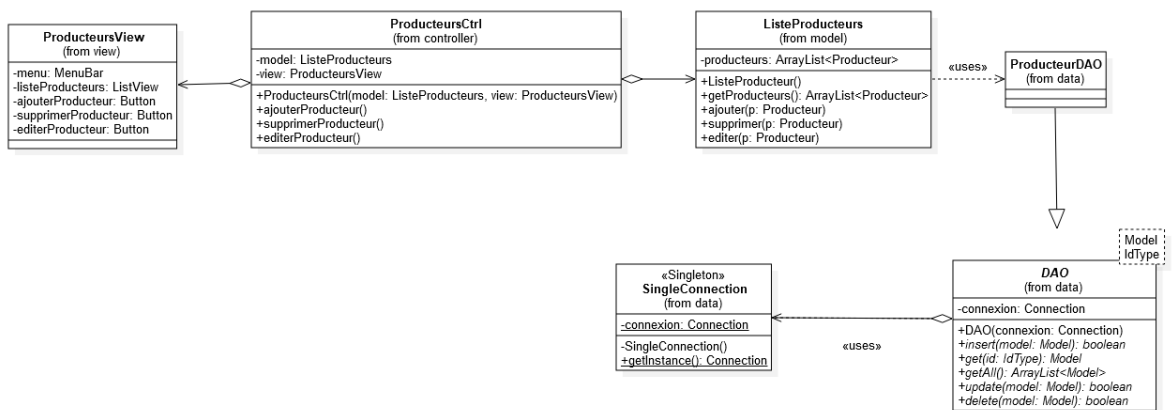 ProducteursView
(from view)
-menu: MenuBar
-listeProducteurs: ListView
-ajouterProducteur: Button
-supprimerProducteur: Button
-editerProducteur: Button
ProducteursCtrl
(from controller)
-model: ListeProducteurs
-view: ProducteursView
+ProducteursCtrl(model: ListeProducteurs, view: ProducteursView)
+ajouterProducteur()
+supprimerProducteur()
+editerProducteur()
ListeProducteurs
(from model)
-producteurs: ArrayList<Producteur>
+ListeProducteur()
+getProducteurs(): ArrayList<Producteur>
+ajouter(p: Producteur)
+supprimer(p: Producteur)
+editer(p: Producteur)
«uses»
ProducteurDAO
(from data)
«Singleton»
SingleConnection
(from data)
-connexion: Connection
-SingleConnection()
+getInstance(): Connection
«uses»
Model
IdType
DAO
(from data)
-connexion: Connection
+DAO(connexion: Connection)
+insert(model: Model): boolean
+get(id: IdType): Model
+getAll(): ArrayList<Model>
+update(model: Model): boolean
+delete(model: Model): boolean